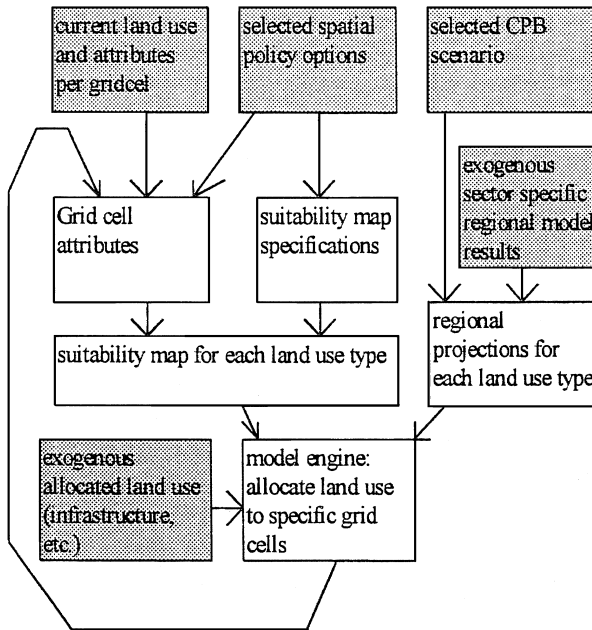 current land use
and attributes
per gridcel
selected spatial
policy options
selected CPB
scenario
exogenous
sector specific
regional model
results
Grid cell
attributes
suitability map
specifications
regional
projections for
each land use type
suitability map for each land use type
exogenous
allocated land use
(infrastructure,
etc.)
model engine:
allocate land use
to specific grid
cells